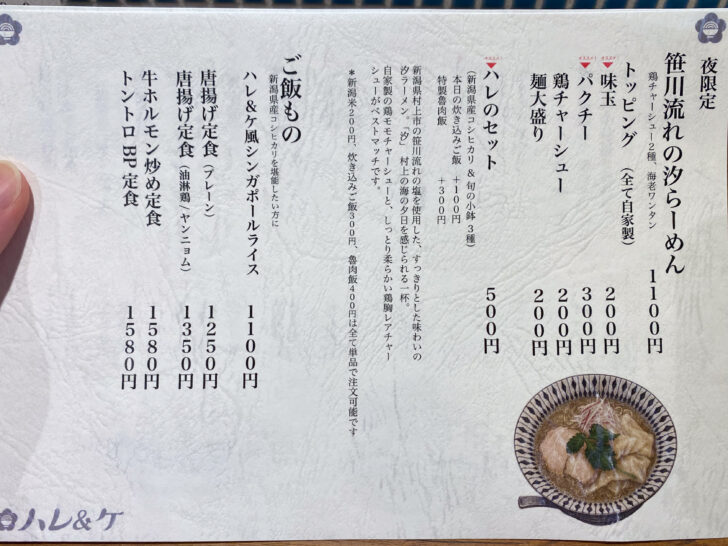 夜限定
笹川流れの汐らーめん 1100円
鶏チャーシュー2種、海老ワンタン
トッピング（全て自家製）
オススメ！
味玉 200円
オススメ！
パクチー 300円
鶏チャーシュー 200円
麺大盛り 200円
オススメ！
ハレのセット 500円
（新潟県産コシヒカリ & 旬の小鉢3種）
本日の炊き込みご飯 +100円
特製魯肉飯 +300円
新潟県村上市の笹川流れの塩を使用した、すっきりとした味わいの
汐ラーメン。「汐」村上の海の夕日を感じられる一杯。
自家製の鶏モモチャーシューと、しっとり柔らかい鶏胸レアチャー
シューがベストマッチです。
＊新潟米200円、炊き込みご飯300円、魯肉飯400円は全て単品で注文可能です
ご飯もの
新潟県産コシヒカリを堪能したい方に
ハレ&ケ風シンガポールライス 1100円
唐揚げ定食（プレーン） 1250円
唐揚げ定食（油淋鶏/ヤンニョム） 1350円
牛ホルモン炒め定食 1580円
トントロBP定食 1580円
ハレ&ケ